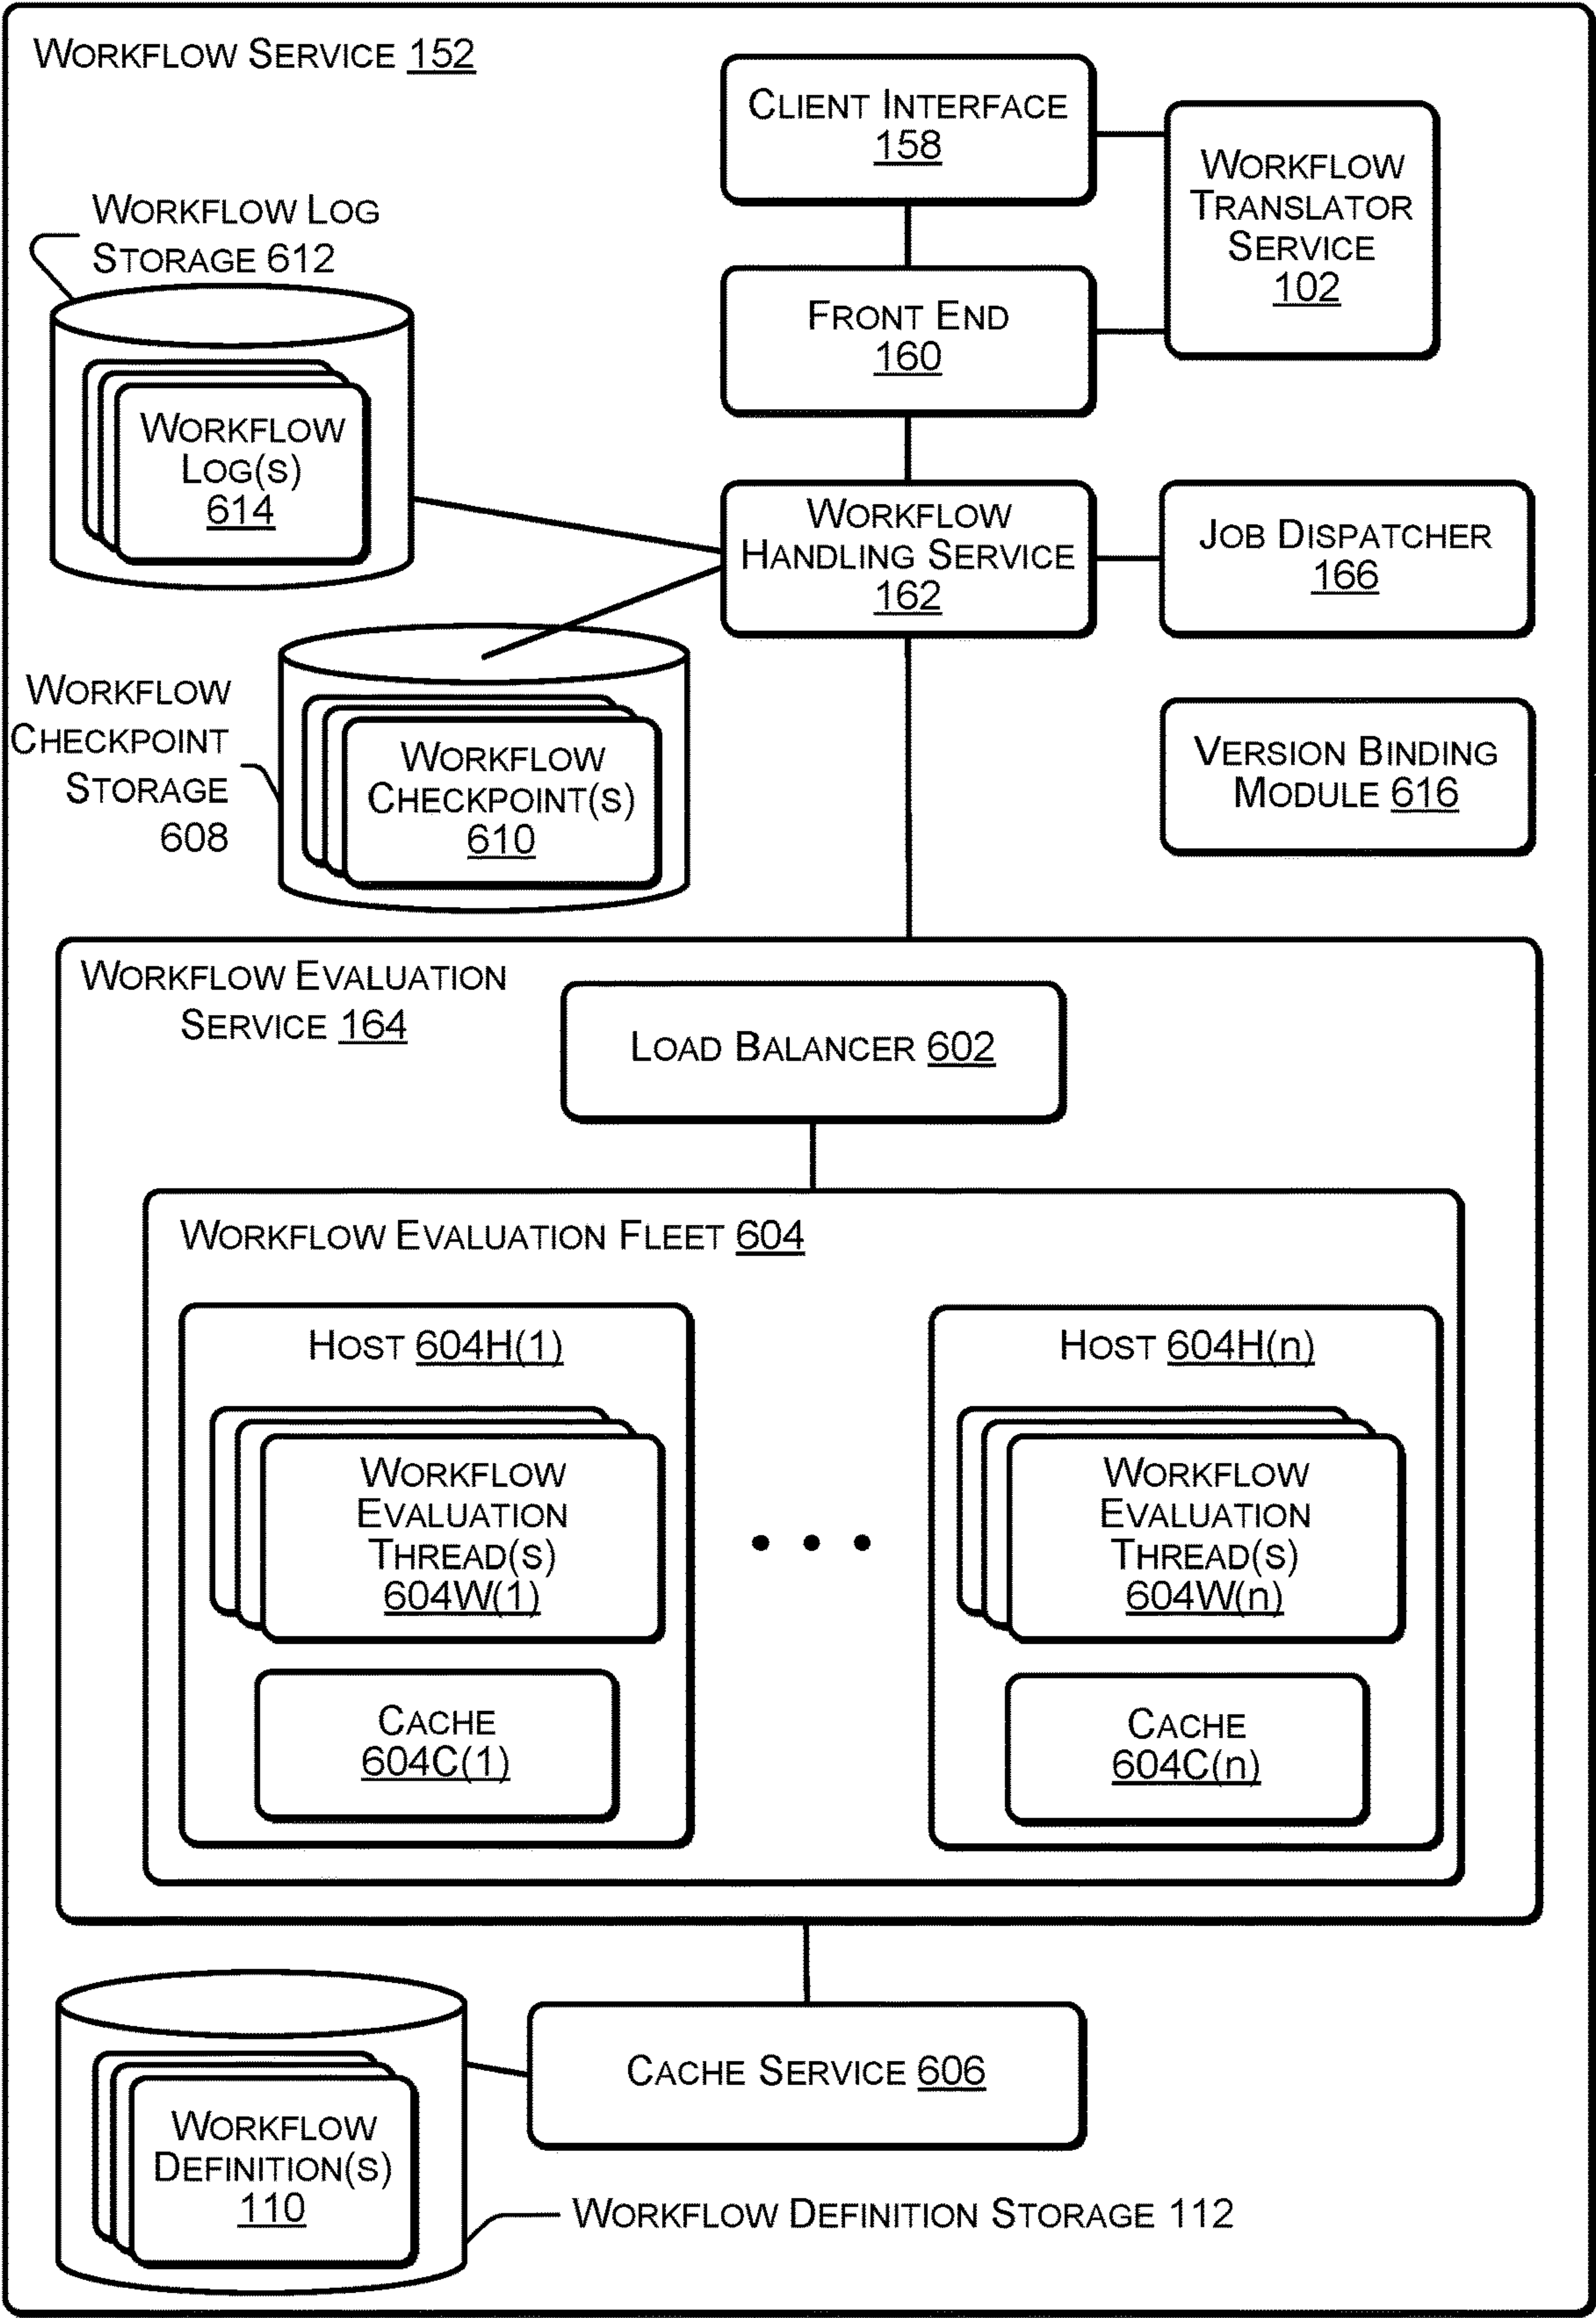 WORKFLOW SERVICE 152
CLIENT INTERFACE
158
WORKFLOW
TRANSLATOR
SERVICE
102
WORKFLOW LOG
STORAGE 612
FRONT END
160
WORKFLOW
LOG(S)
614
WORKFLOW
HANDLING SERVICE
162
JOB DISPATCHER
166
WORKFLOW
CHECKPOINT
STORAGE
608
WORKFLOW
CHECKPOINT(S)
610
VERSION BINDING
MODULE 616
WORKFLOW EVALUATION
SERVICE 164
LOAD BALANCER 602
WORKFLOW EVALUATION FLEET 604
HOST 604H(1)
WORKFLOW
EVALUATION
THREAD(S)
604W(1)
CACHE
604C(1)
• • •
HOST 604H(n)
WORKFLOW
EVALUATION
THREAD(S)
604W(n)
CACHE
604C(n)
CACHE SERVICE 606
WORKFLOW
DEFINITION(S)
110
WORKFLOW DEFINITION STORAGE 112